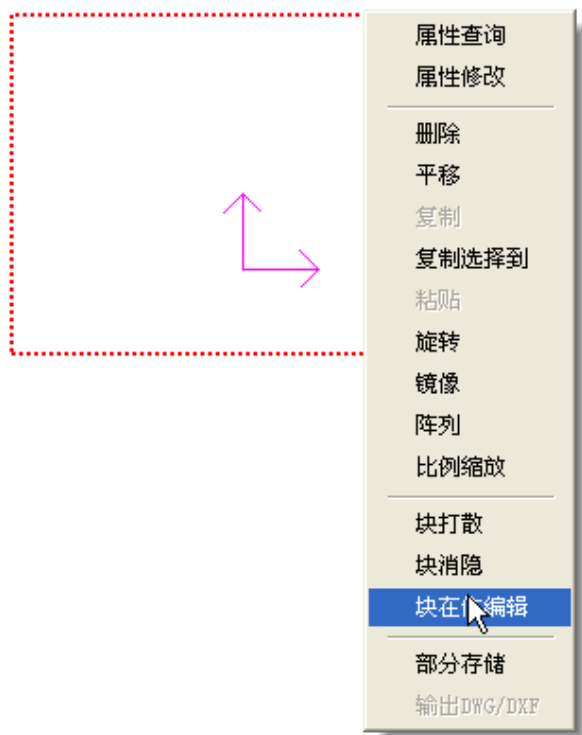 属性查询
属性修改
删除
平移
复制
复制选择到
粘贴
旋转
镜像
阵列
比例缩放
块打散
块消隐
块在位编辑
部分存储
输出DWG/DXF